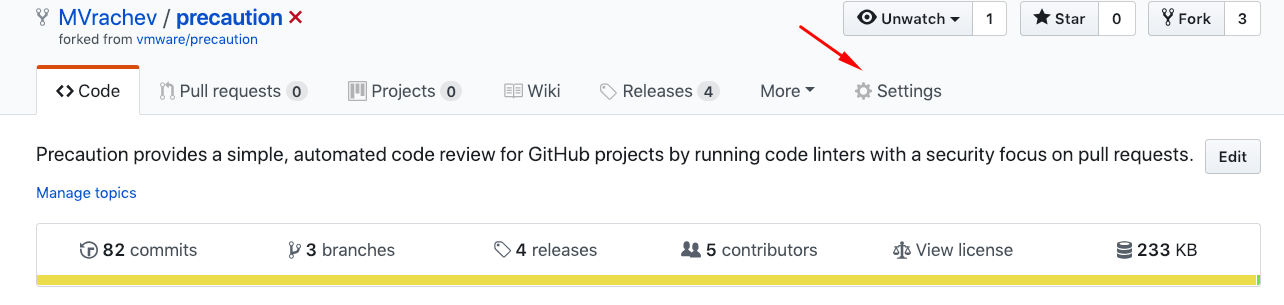 MVrachev / precaution
Unwatch 1
Star 0
Fork 3
forked from vmware/precaution
Code
Pull requests 0
Projects 0
Wiki
Releases 4
More
Settings
Precaution provides a simple, automated code review for GitHub projects by running code linters with a security focus on pull requests.
Edit
Manage topics
82 commits
3 branches
4 releases
5 contributors
View license
233 KB